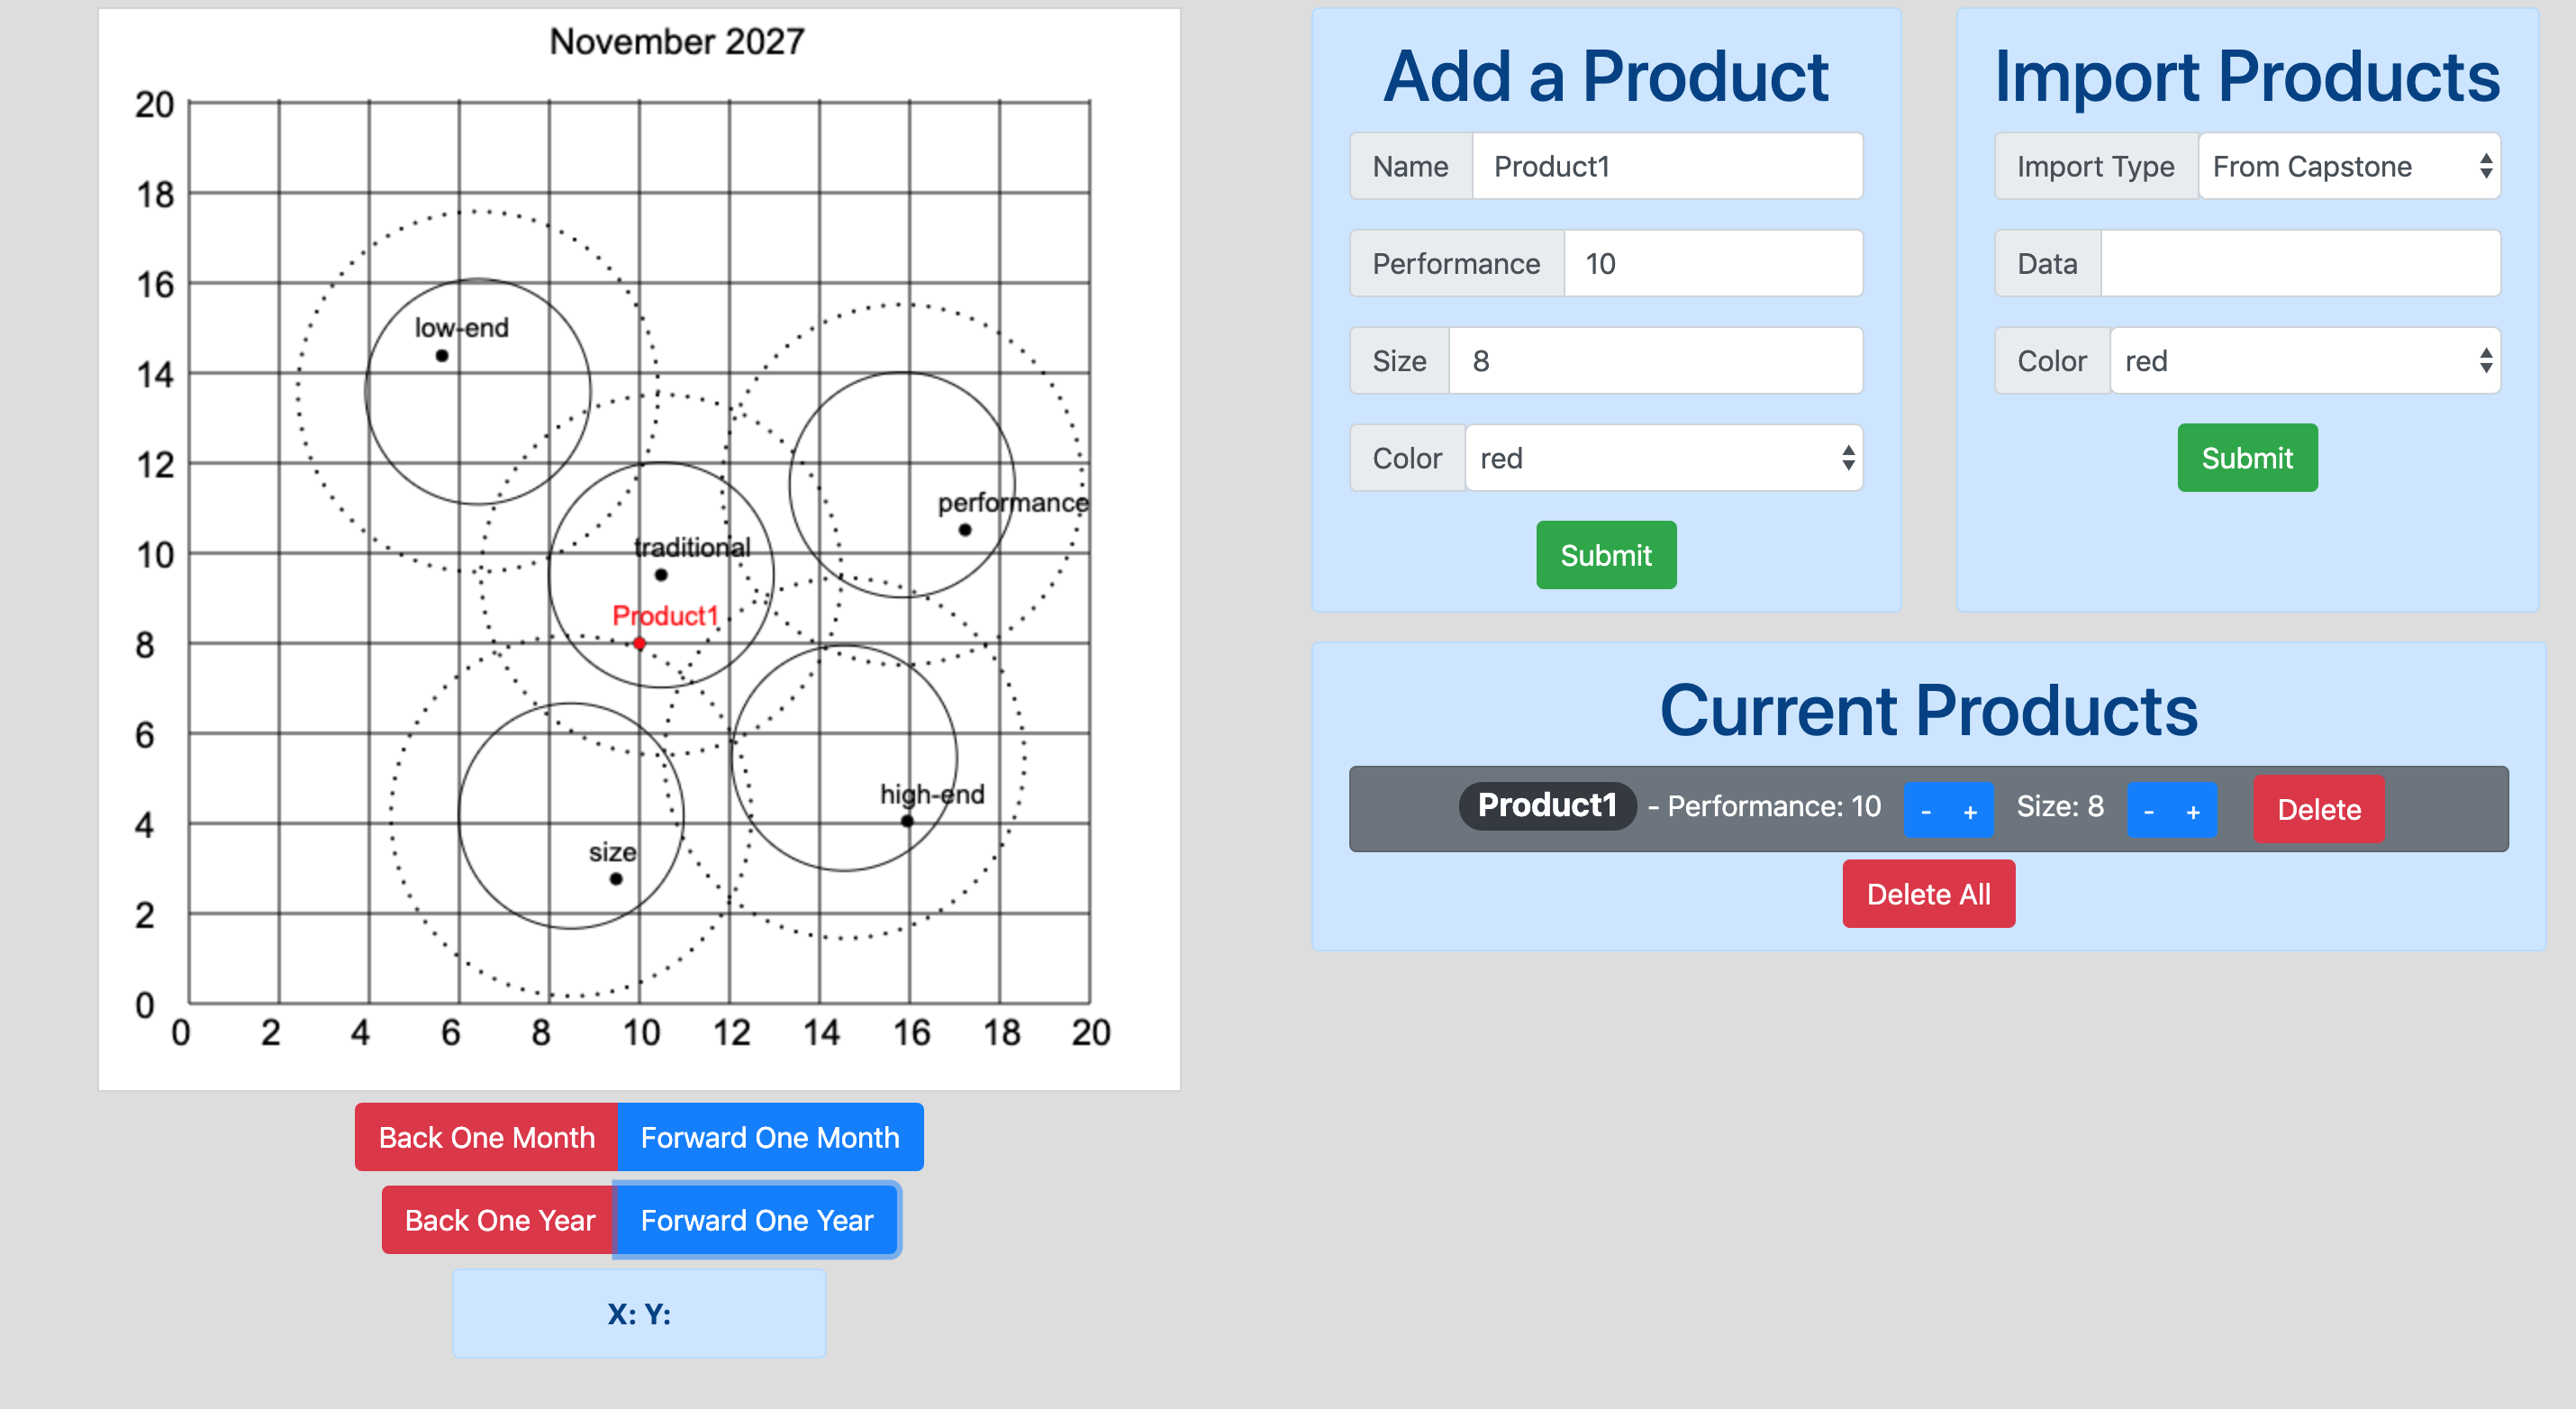 November 2027
20
18
16
14
12
10
8
6
4
2
0
0 2 4 6 8 10 12 14 16 18 20
low-end
performance
traditional
Product1
high-end
size
Back One Month Forward One Month
Back One Year Forward One Year
X: Y:
Add a Product
Name Product1
Performance 10
Size 8
Color red
Submit
Import Products
Import Type From Capstone
Data
Color red
Submit
Current Products
Product1 - Performance: 10 - + Size: 8 - + Delete
Delete All